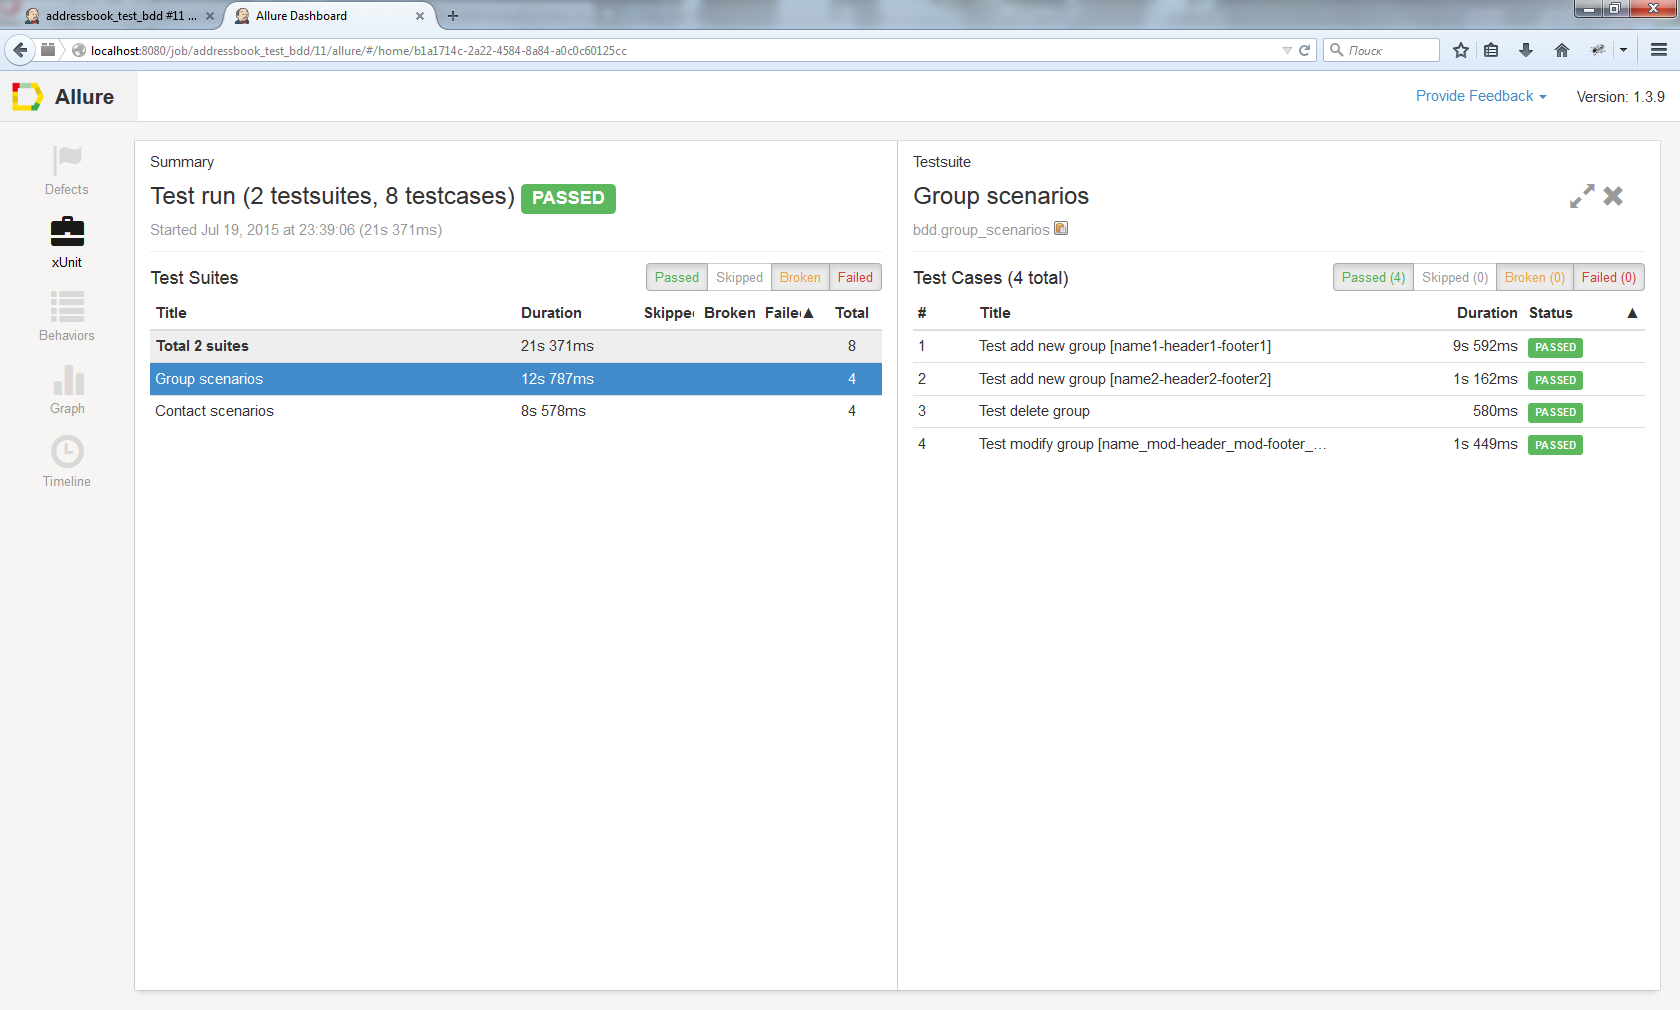 addressbook_test_bdd #11 ...
Allure Dashboard
localhost:8080/job/addressbook_test_bdd/11/allure/#/home/b1a1714c-2a22-4584-8a84-a0c0c60125cc
Поиск
Allure
Provide Feedback
Version: 1.3.9
Defects
xUnit
Behaviors
Graph
Timeline
Summary
Test run (2 testsuites, 8 testcases) PASSED
Started Jul 19, 2015 at 23:39:06 (21s 371ms)
Test Suites
Passed Skipped Broken Failed
Title Duration Skipped Broken Failed ▲ Total
Total 2 suites 21s 371ms 8
Group scenarios 12s 787ms 4
Contact scenarios 8s 578ms 4
Testsuite
Group scenarios
bdd.group_scenarios
Test Cases (4 total)
Passed (4) Skipped (0) Broken (0) Failed (0)
# Title Duration Status ▲
1 Test add new group [name1-header1-footer1] 9s 592ms PASSED
2 Test add new group [name2-header2-footer2] 1s 162ms PASSED
3 Test delete group 580ms PASSED
4 Test modify group [name_mod-header_mod-footer_... 1s 449ms PASSED